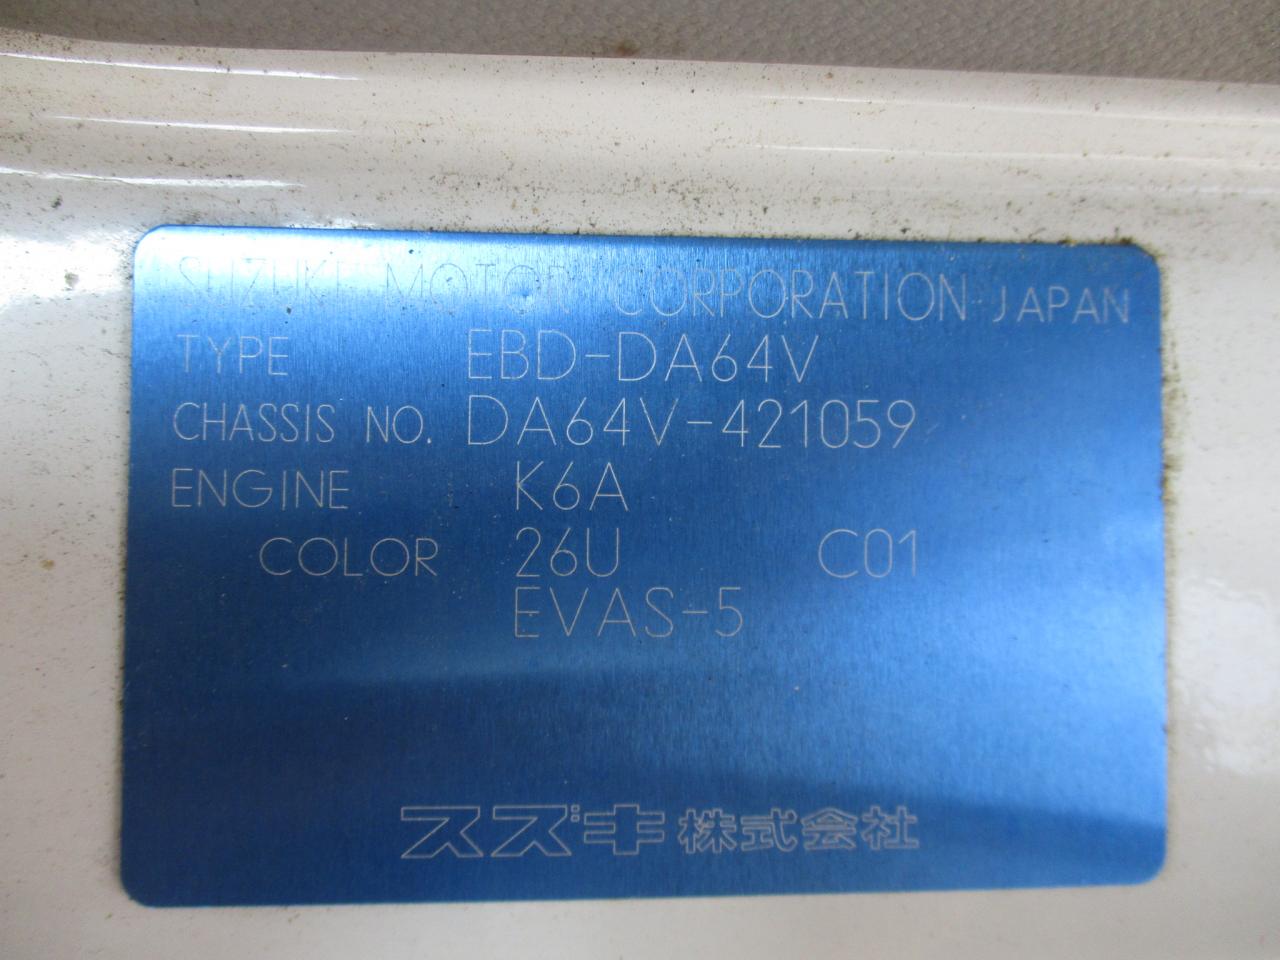 SUZUKI MOTOR CORPORATION JAPAN
TYPE EBD-DA64V
CHASSIS NO. DA64V-421059
ENGINE K6A
COLOR 26U C01
EVAS-5
スズキ株式会社